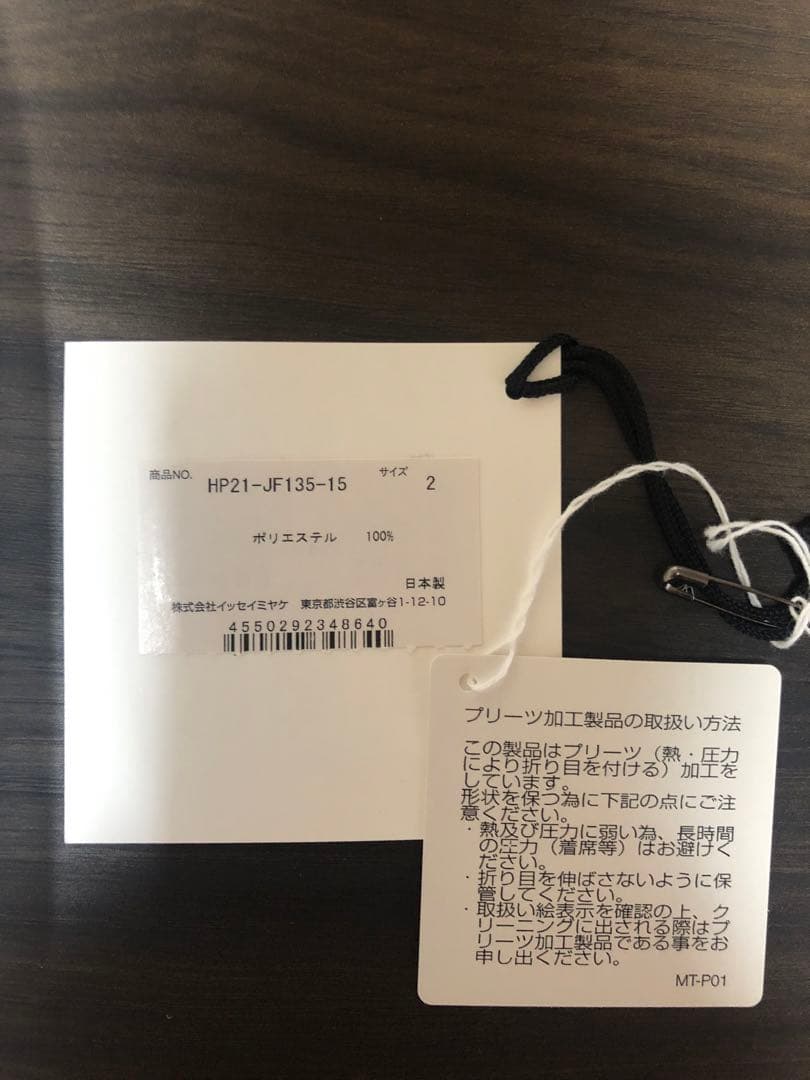 商品NO. HP21-JF135-15 サイズ 2
ポリエステル 100%
日本製
株式会社イッセイミヤケ 東京都渋谷区富ヶ谷1-12-10
4550292348640
プリーツ加工製品の取扱い方法
この製品はプリーツ（熱・圧力
により折り目を付ける）加工を
しています。
形状を保つ為に下記の点にご注
意ください。
・熱及び圧力に弱い為、長時間
の圧力（着席等）はお避けく
ださい。
・折り目を伸ばさないように保
管してください。
・取扱い絵表示を確認の上、ク
リーニングに出される際はプ
リーツ加工製品である事をお
申し出ください。
MT-P01